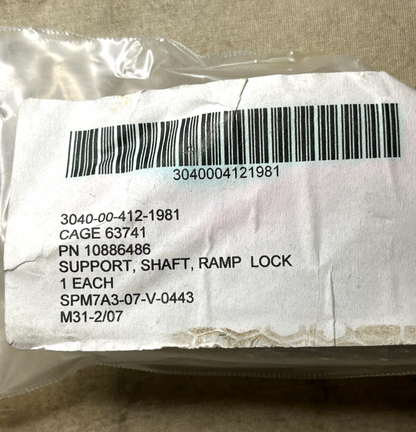 3040004121981
3040-00-412-1981
CAGE 63741
PN 10886486
SUPPORT, SHAFT, RAMP LOCK
1 EACH
SPM7A3-07-V-0443
M31-2/07